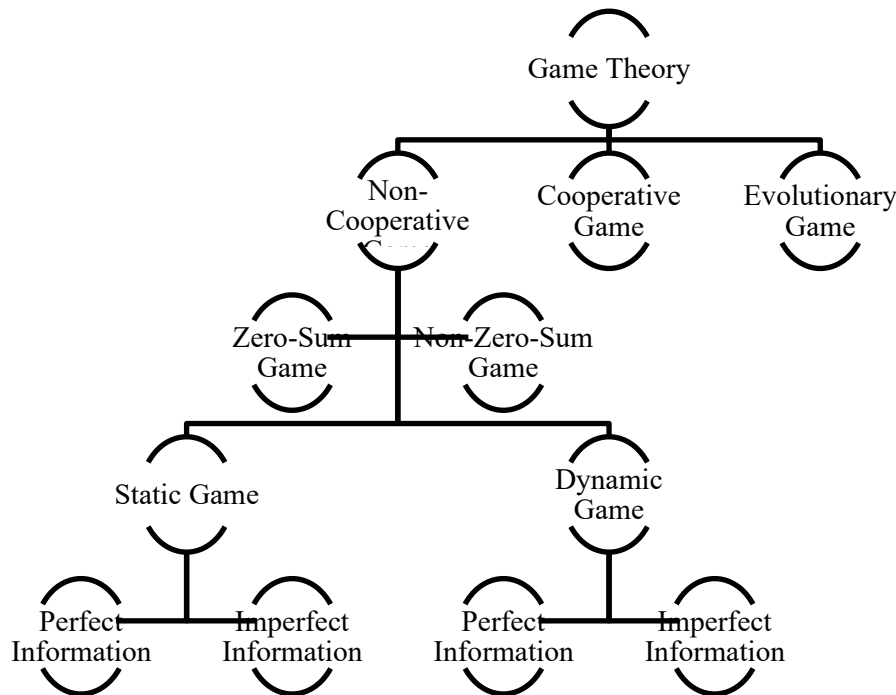 Game Theory
Non-
Cooperative
Game
Cooperative
Game
Evolutionary
Game
Zero-Sum
Game
Non-Zero-Sum
Game
Static Game
Dynamic
Game
Perfect
Information
Imperfect
Information
Perfect
Information
Imperfect
Information